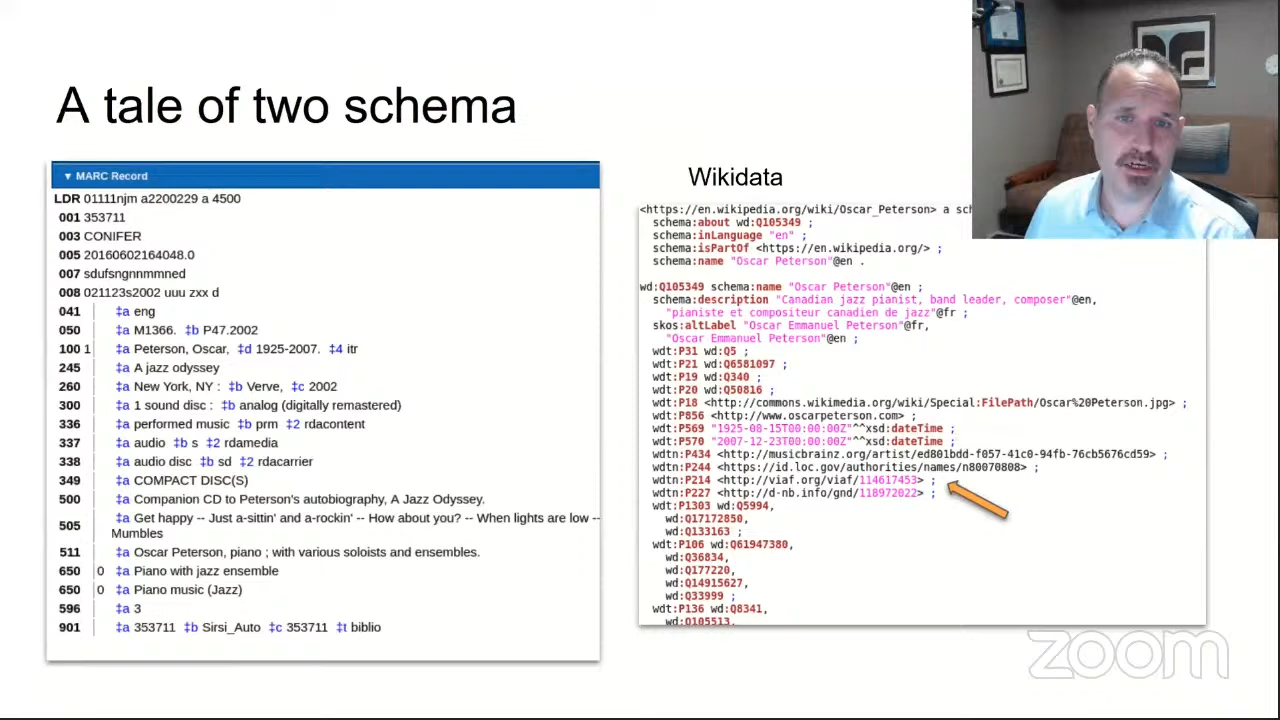 A tale of two schema
▼ MARC Record
LDR 01111njm a2200229 a 4500
001 353711
003 CONIFER
005 20160602164048.0
007 sdufsngnnmmned
008 021123s2002 uuu zxx d
041 ‡a eng
050 ‡a M1366. ‡b P47.2002
100 1 ‡a Peterson, Oscar, ‡d 1925-2007. ‡4 itr
245 ‡a A jazz odyssey
260 ‡a New York, NY : ‡b Verve, ‡c 2002
300 ‡a 1 sound disc : ‡b analog (digitally remastered)
336 ‡a performed music ‡b prm ‡2 rdacontent
337 ‡a audio ‡b s ‡2 rdamedia
338 ‡a audio disc ‡b sd ‡2 rdacarrier
349 ‡a COMPACT DISC(S)
500 ‡a Companion CD to Peterson's autobiography, A Jazz Odyssey.
505 ‡a Get happy -- Just a-sittin' and a-rockin' -- How about you? -- When lights are low --
Mumbles
511 ‡a Oscar Peterson, piano ; with various soloists and ensembles.
650 0 ‡a Piano with jazz ensemble
650 0 ‡a Piano music (Jazz)
596 ‡a 3
901 ‡a 353711 ‡b Sirsi_Auto ‡c 353711 ‡t biblio
Wikidata
<https://en.wikipedia.org/wiki/Oscar_Peterson> a sch
schema:about wd:Q105349 ;
schema:inLanguage "en" ;
schema:isPartOf <https://en.wikipedia.org/> ;
schema:name "Oscar Peterson"@en .
wd:Q105349 schema:name "Oscar Peterson"@en ;
schema:description "Canadian jazz pianist, band leader, composer"@en,
"pianiste et compositeur canadien de jazz"@fr ;
skos:altLabel "Oscar Emmanuel Peterson"@fr,
"Oscar Emmanuel Peterson"@en ;
wdt:P31 wd:Q5 ;
wdt:P21 wd:Q6581097 ;
wdt:P19 wd:Q340 ;
wdt:P20 wd:Q50816 ;
wdt:P18 <http://commons.wikimedia.org/wiki/Special:FilePath/Oscar%20Peterson.jpg> ;
wdt:P856 <http://www.oscarpeterson.com> ;
wdt:P569 "1925-08-15T00:00:00Z"^^xsd:dateTime ;
wdt:P570 "2007-12-23T00:00:00Z"^^xsd:dateTime ;
wdtn:P434 <http://musicbrainz.org/artist/ed801bdd-f057-41c0-94fb-76cb5676cd59> ;
wdtn:P244 <https://id.loc.gov/authorities/names/n80070808> ;
wdtn:P214 <http://viaf.org/viaf/114617453> ;
wdtn:P227 <http://d-nb.info/gnd/118972022> ;
wdt:P1303 wd:Q5994,
wd:Q17172850,
wd:Q133163 ;
wdt:P106 wd:Q61947380,
wd:Q36834,
wd:Q177220,
wd:Q14915627,
wd:Q33999 ;
wdt:P136 wd:Q8341,
wd:Q105513,
zoom